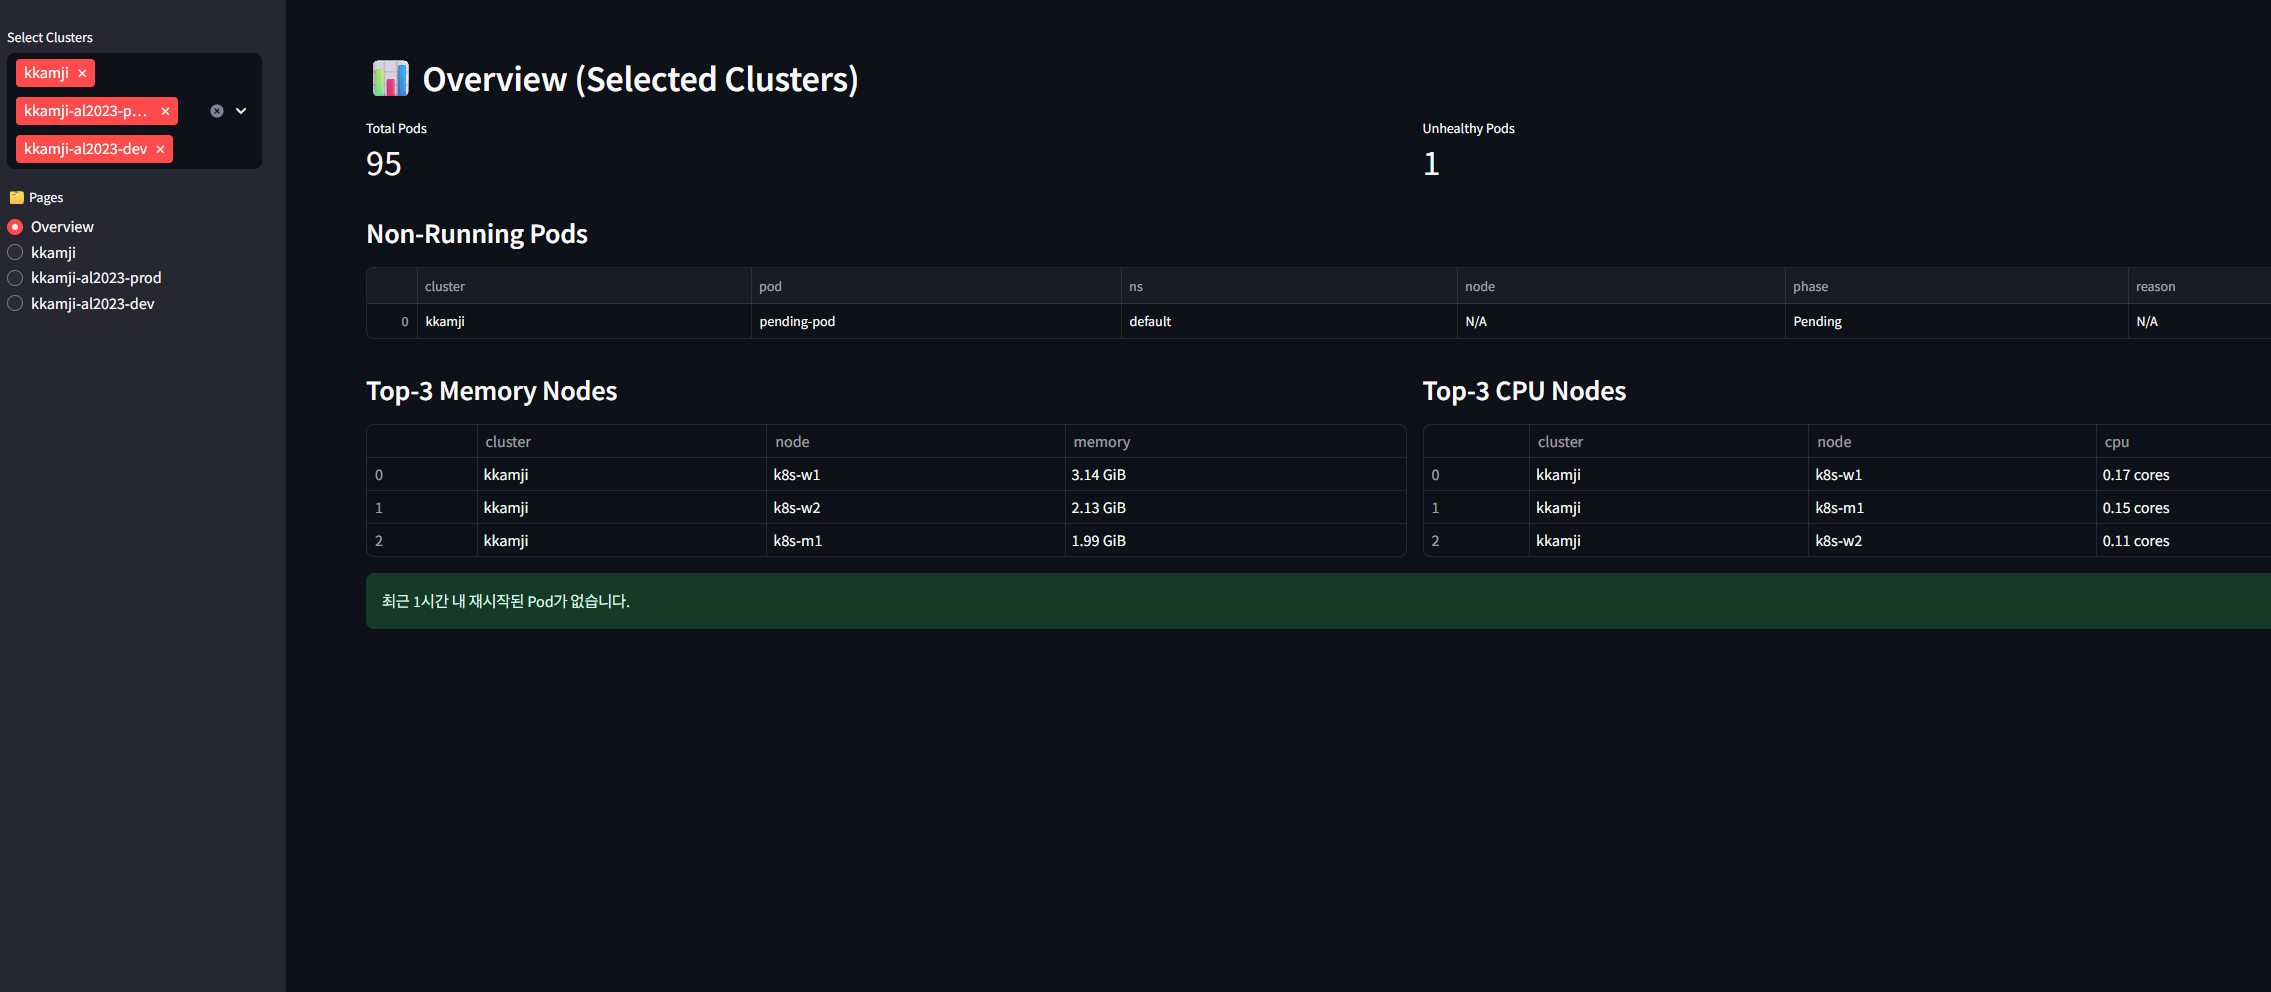 Select Clusters
kkamji
kkamji-al2023-p...
kkamji-al2023-dev
Pages
Overview
kkamji
kkamji-al2023-prod
kkamji-al2023-dev
Overview (Selected Clusters)
Total Pods Unhealthy Pods
95 1
Non-Running Pods
cluster pod ns node phase reason
0 kkamji pending-pod default N/A Pending N/A
Top-3 Memory Nodes
cluster node memory
0 kkamji k8s-w1 3.14 GiB
1 kkamji k8s-w2 2.13 GiB
2 kkamji k8s-m1 1.99 GiB
Top-3 CPU Nodes
cluster node cpu
0 kkamji k8s-w1 0.17 cores
1 kkamji k8s-m1 0.15 cores
2 kkamji k8s-w2 0.11 cores
최근 1시간 내 재시작된 Pod가 없습니다.